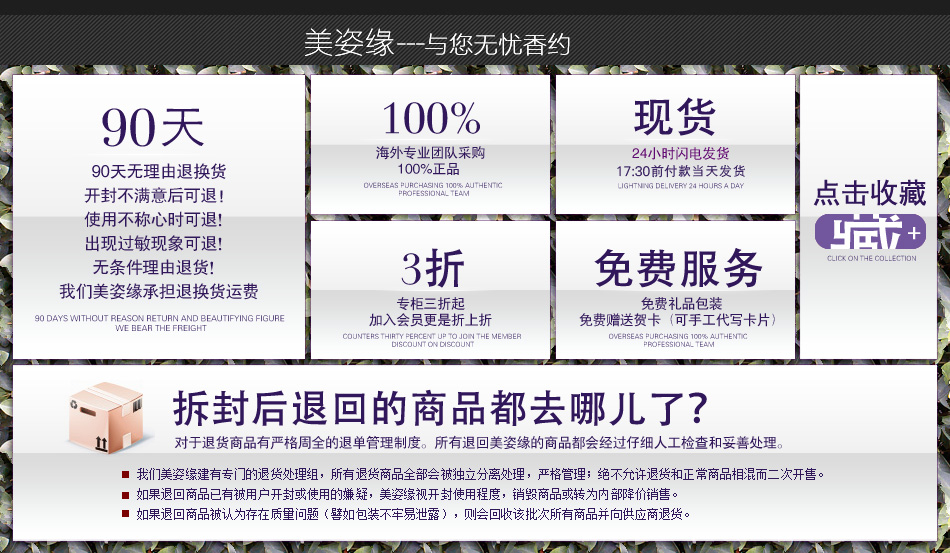 美姿缘---与您无忧香约
90天
90天无理由退换货
开封不满意后可退!
使用不称心时可退!
出现过敏现象可退!
无条件理由退货!
我们美姿缘承担退换货运费
90 DAYS WITHOUT REASON RETURN AND BEAUTIFYING FIGURE
WE BEAR THE FREIGHT
100%
海外专业团队采购
100%正品
OVERSEAS PURCHASING 100% AUTHENTIC
PROFESSIONAL TEAM
现货
24小时闪电发货
17:30前付款当天发货
LIGHTNING DELIVERY 24 HOURS A DAY
3折
专柜三折起
加入会员更是折上折
COUNTERS THIRTY PERCENT UP TO JOIN THE MEMBER
DISCOUNT ON DISCOUNT
免费服务
免费礼品包装
免费赠送贺卡（可手工代写卡片）
OVERSEAS PURCHASING 100% AUTHENTIC
PROFESSIONAL TEAM
点击收藏
藏+
CLICK ON THE COLLECTION
拆封后退回的商品都去哪儿了?
对于退货商品有严格周全的退单管理制度。所有退回美姿缘的商品都会经过仔细人工检查和妥善处理。
我们美姿缘建有专门的退货处理组，所有退货商品全部会被独立分离处理，严格管理；绝不允许退货和正常商品相混而二次开售。
如果退回商品已有被用户开封或使用的嫌疑，美姿缘视开封使用程度，销毁商品或转为内部降价销售。
如果退回商品被认为存在质量问题（譬如包装不牢易泄露），则会回收该批次所有商品并向供应商退货。